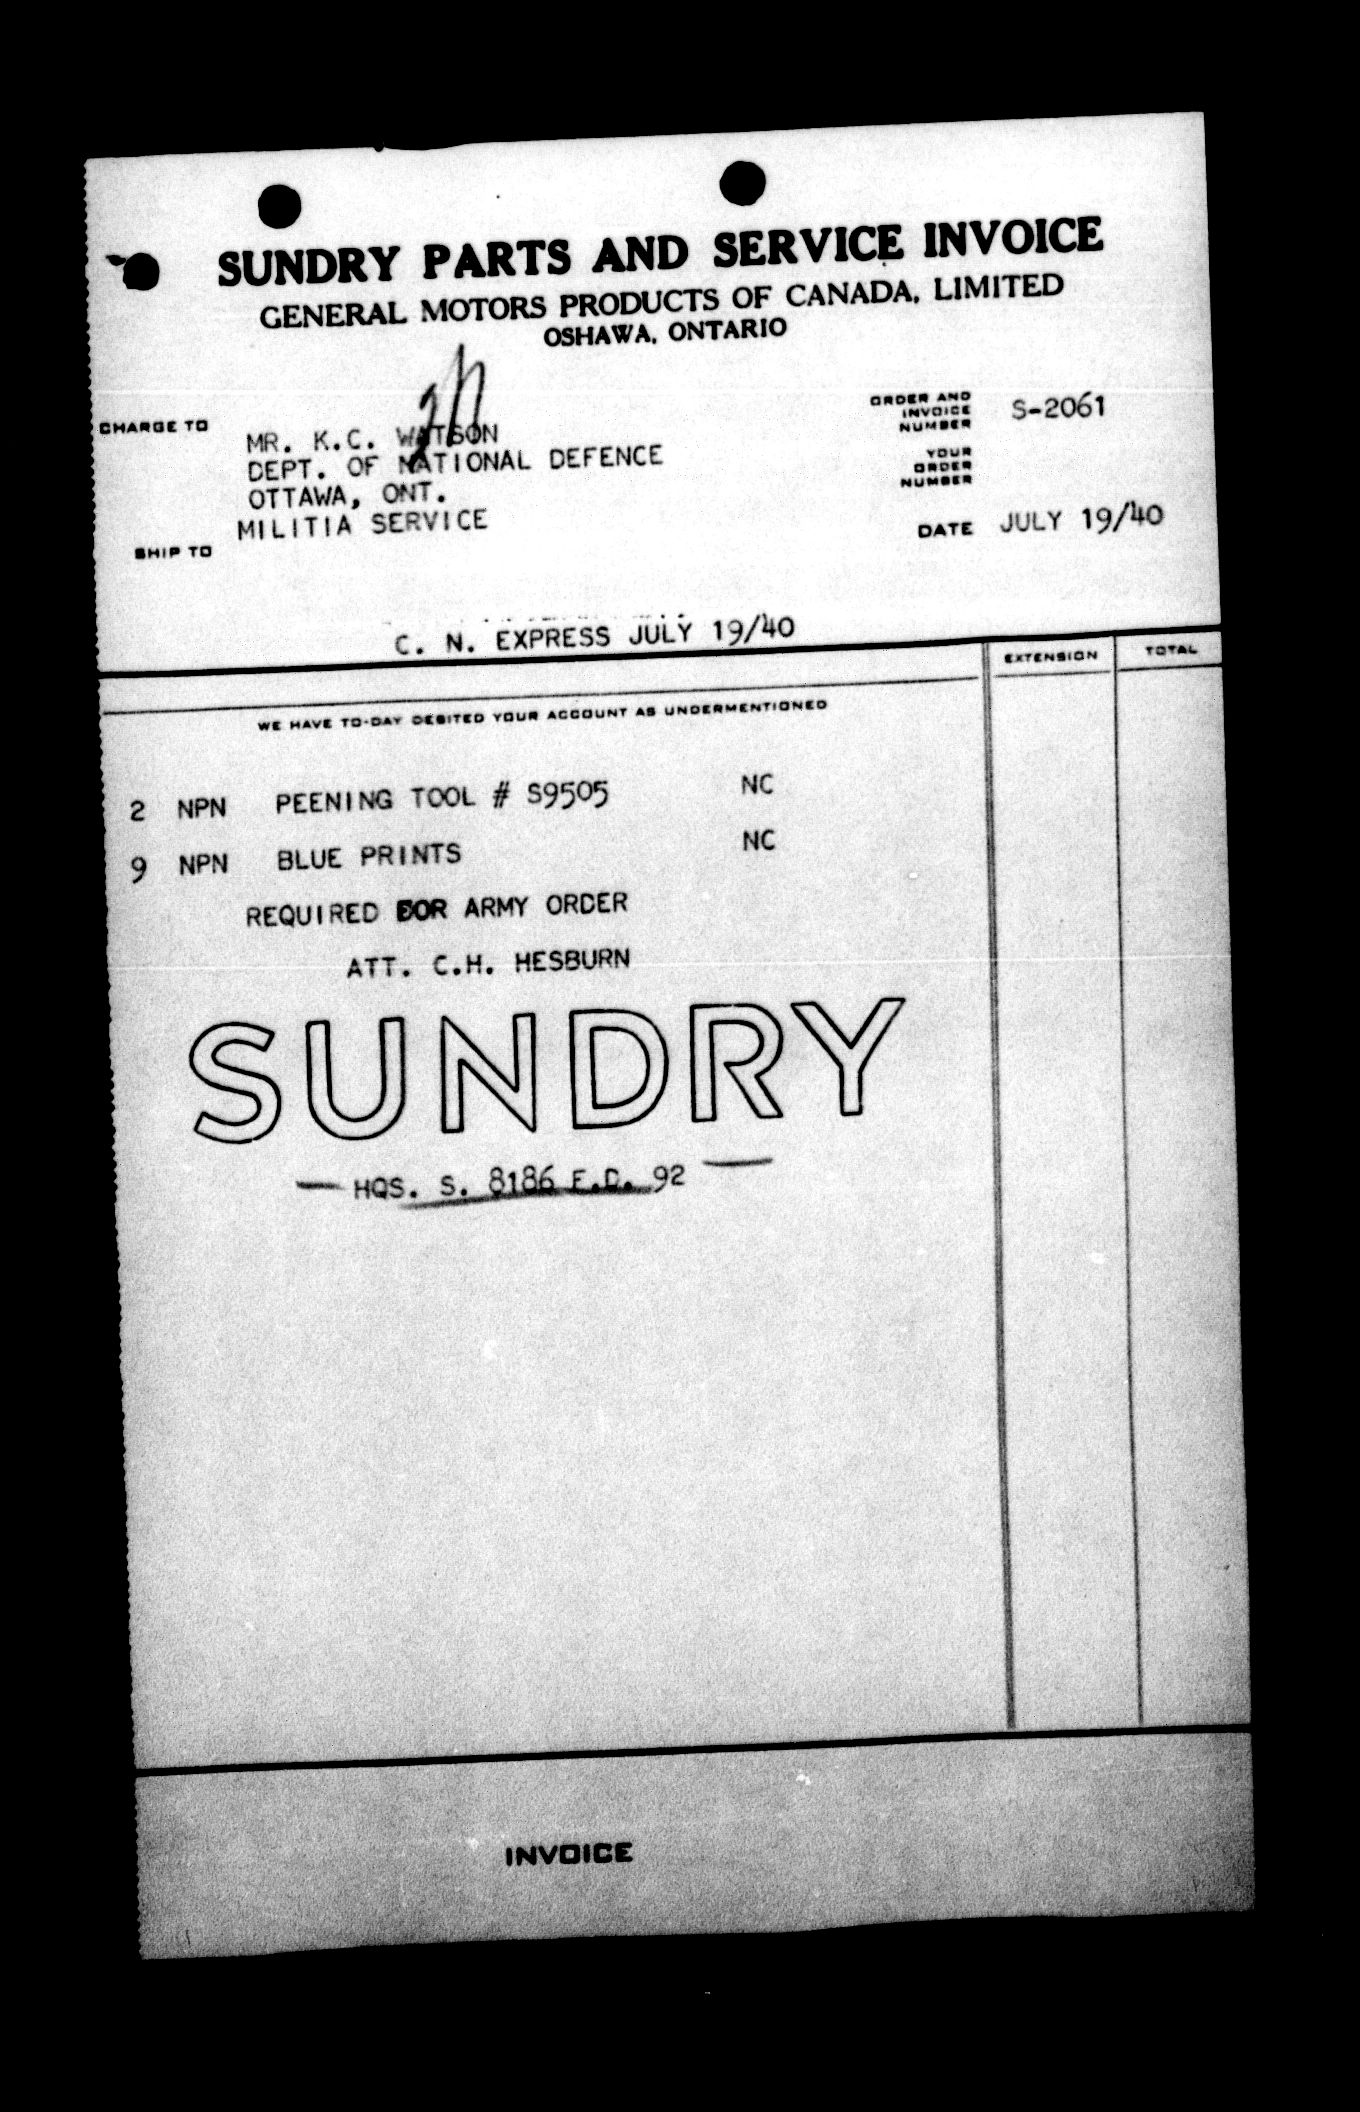 SUNDRY PARTS AND SERVICE INVOICE
GENERAL MOTORS PRODUCTS OF CANADA, LIMITED
OSHAWA, ONTARIO
CHARGE TO
MR. K.C. WATSON
DEPT. OF NATIONAL DEFENCE
OTTAWA, ONT.
MILITIA SERVICE
SHIP TO
ORDER AND
INVOICE
NUMBER
S-2061
YOUR
ORDER
NUMBER
DATE JULY 19/40
C. N. EXPRESS JULY 19/40
EXTENSION TOTAL
WE HAVE TO-DAY DEBITED YOUR ACCOUNT AS UNDERMENTIONED
2 NPN PEENING TOOL # S9505 NC
9 NPN BLUE PRINTS NC
REQUIRED FOR ARMY ORDER
ATT. C.H. HESBURN
SUNDRY
HQS. S. 8186 F.D. 92
INVOICE